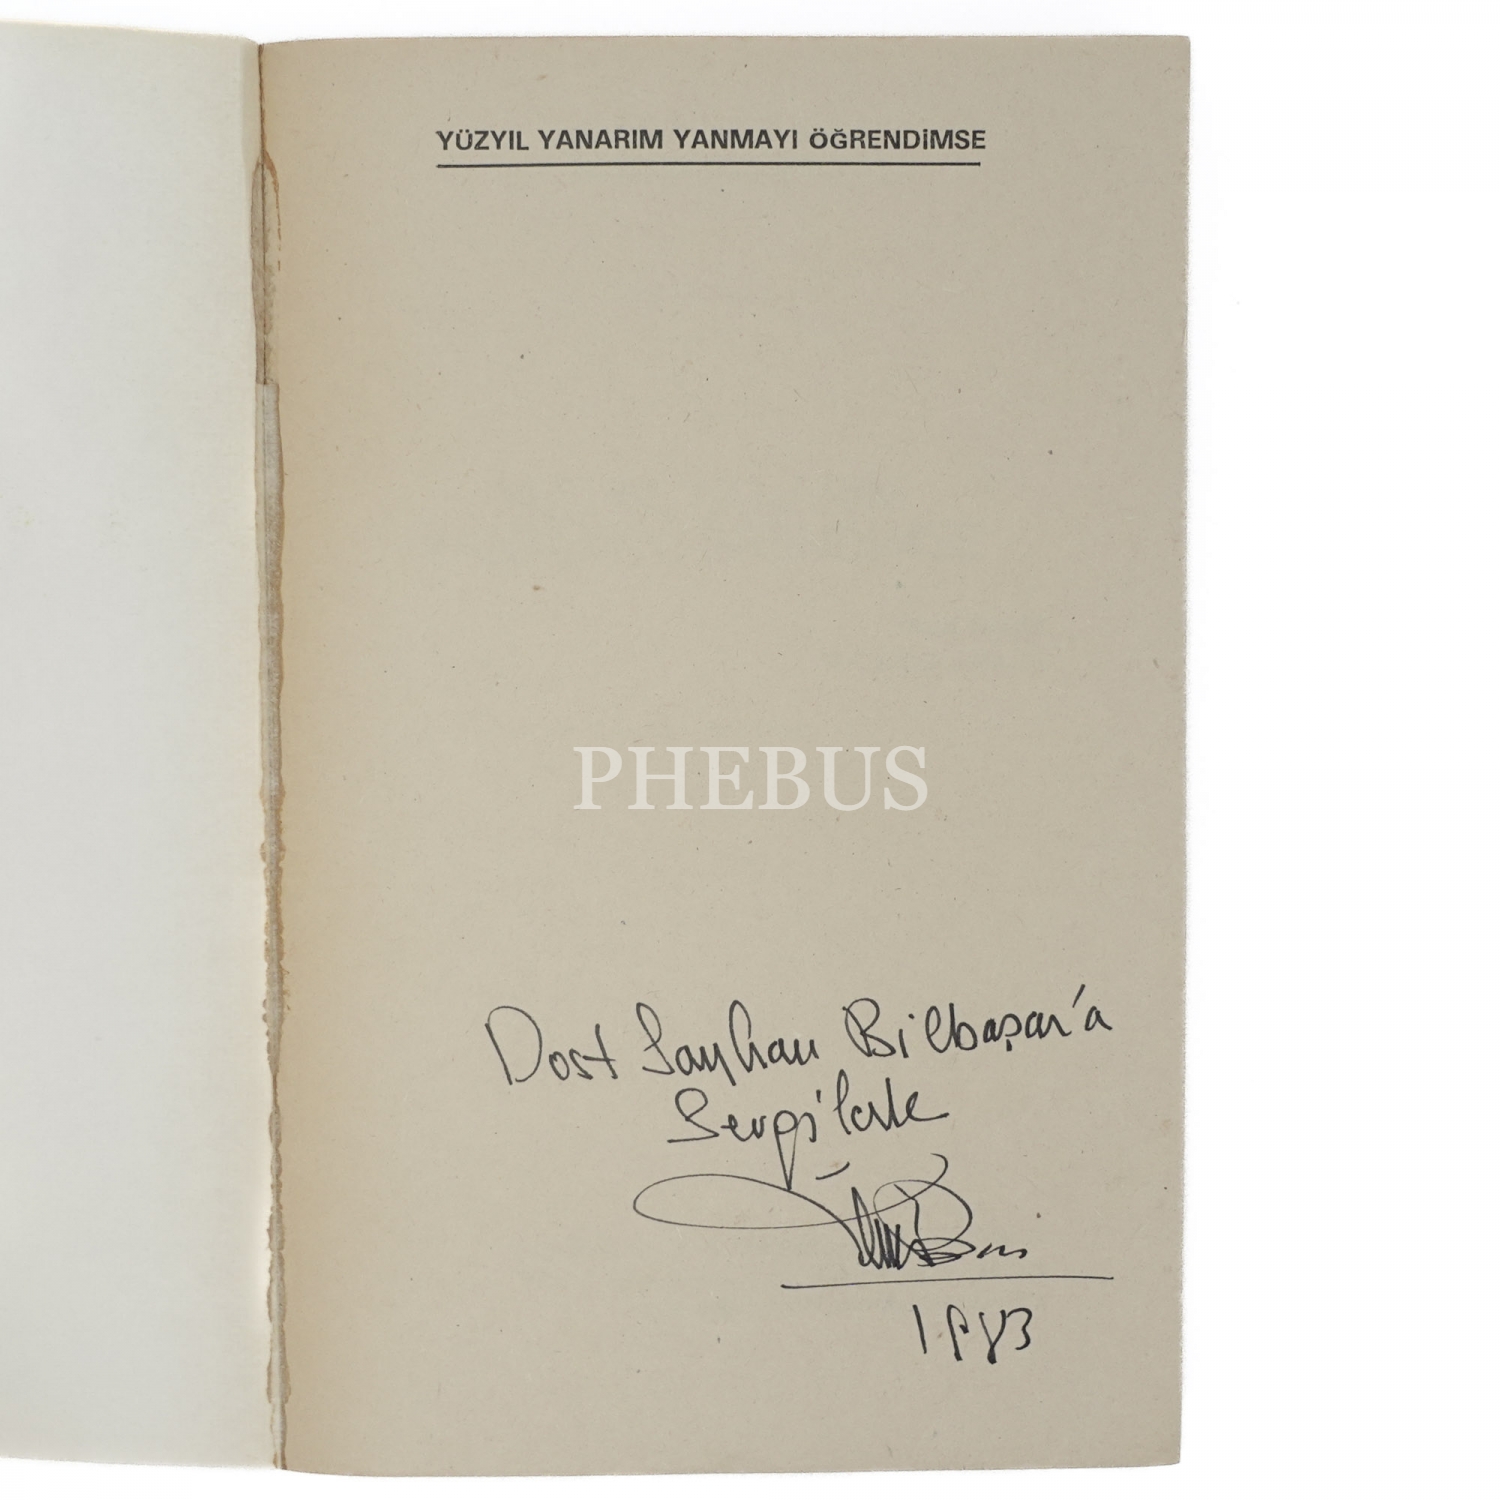 YÜZYIL YANARIM YANMAYI ÖĞRENDİMSE
PHEBUS
Dost Sayhan Bilbaşar'a
Sevgilerle
1983